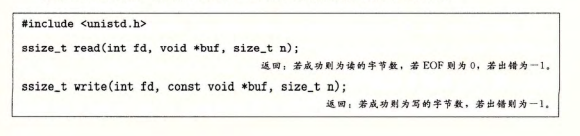 #include <unistd.h>
ssize_t read(int fd, void *buf, size_t n);
返回：若成功则为读的字节数，若 EOF 则为 0，若出错为－1。
ssize_t write(int fd, const void *buf, size_t n);
返回：若成功则为写的字节数，若出错则为－1。